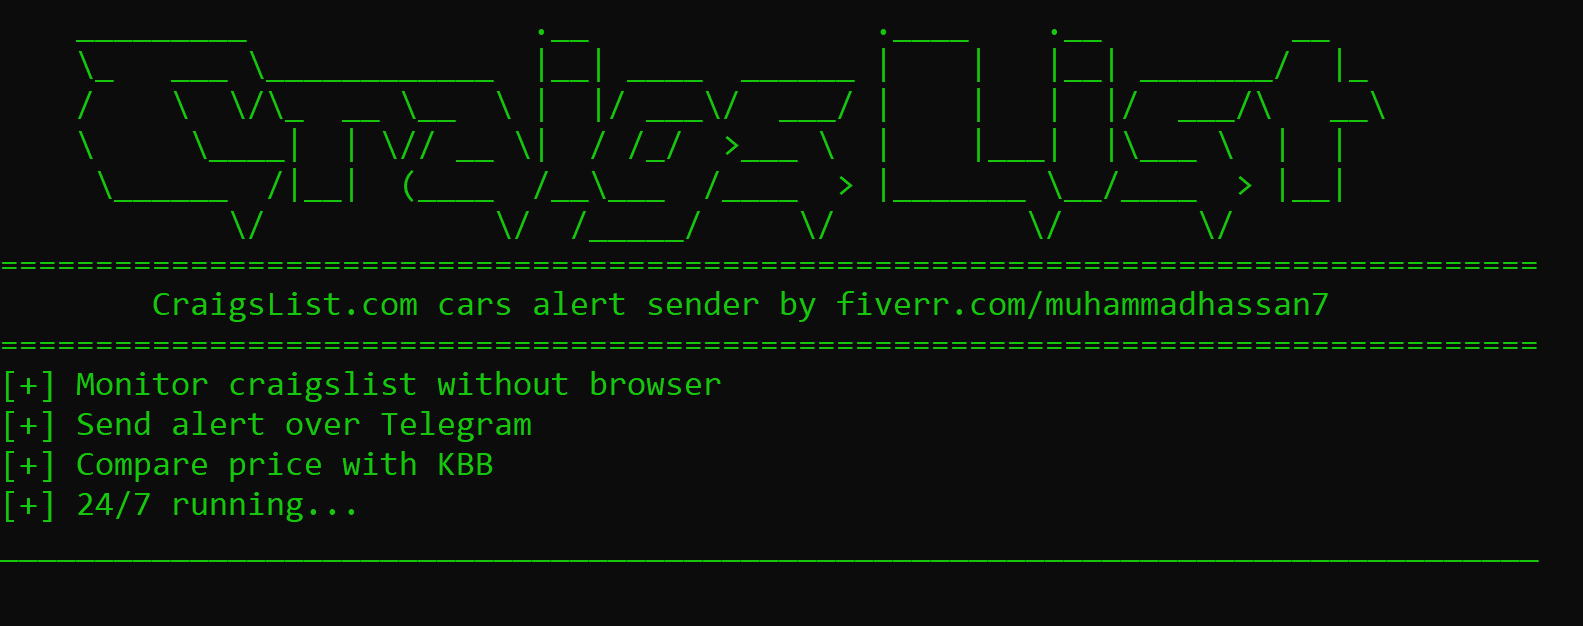 CraigsList
================================================================================
CraigsList.com cars alert sender by fiverr.com/muhammadhassan7
================================================================================
[+] Monitor craigslist without browser
[+] Send alert over Telegram
[+] Compare price with KBB
[+] 24/7 running...